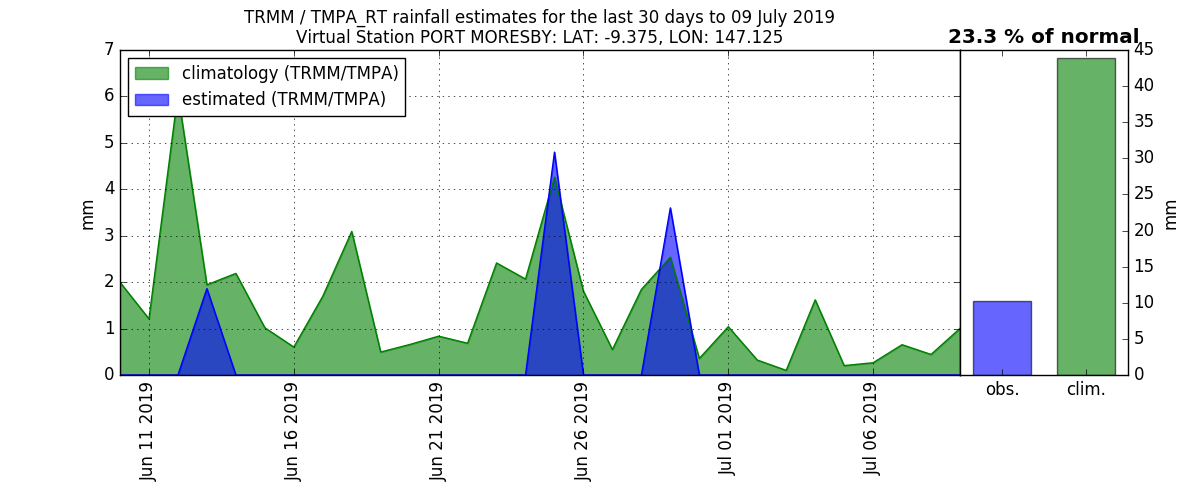 TRMM / TMPA_RT rainfall estimates for the last 30 days to 09 July 2019
Virtual Station PORT MORESBY: LAT: -9.375, LON: 147.125
23.3 % of normal
climatology (TRMM/TMPA)
estimated (TRMM/TMPA)
7
6
5
4
3
2
1
0
mm
Jun 11 2019
Jun 16 2019
Jun 21 2019
Jun 26 2019
Jul 01 2019
Jul 06 2019
obs.
clim.
45
40
35
30
25
20
15
10
5
0
mm